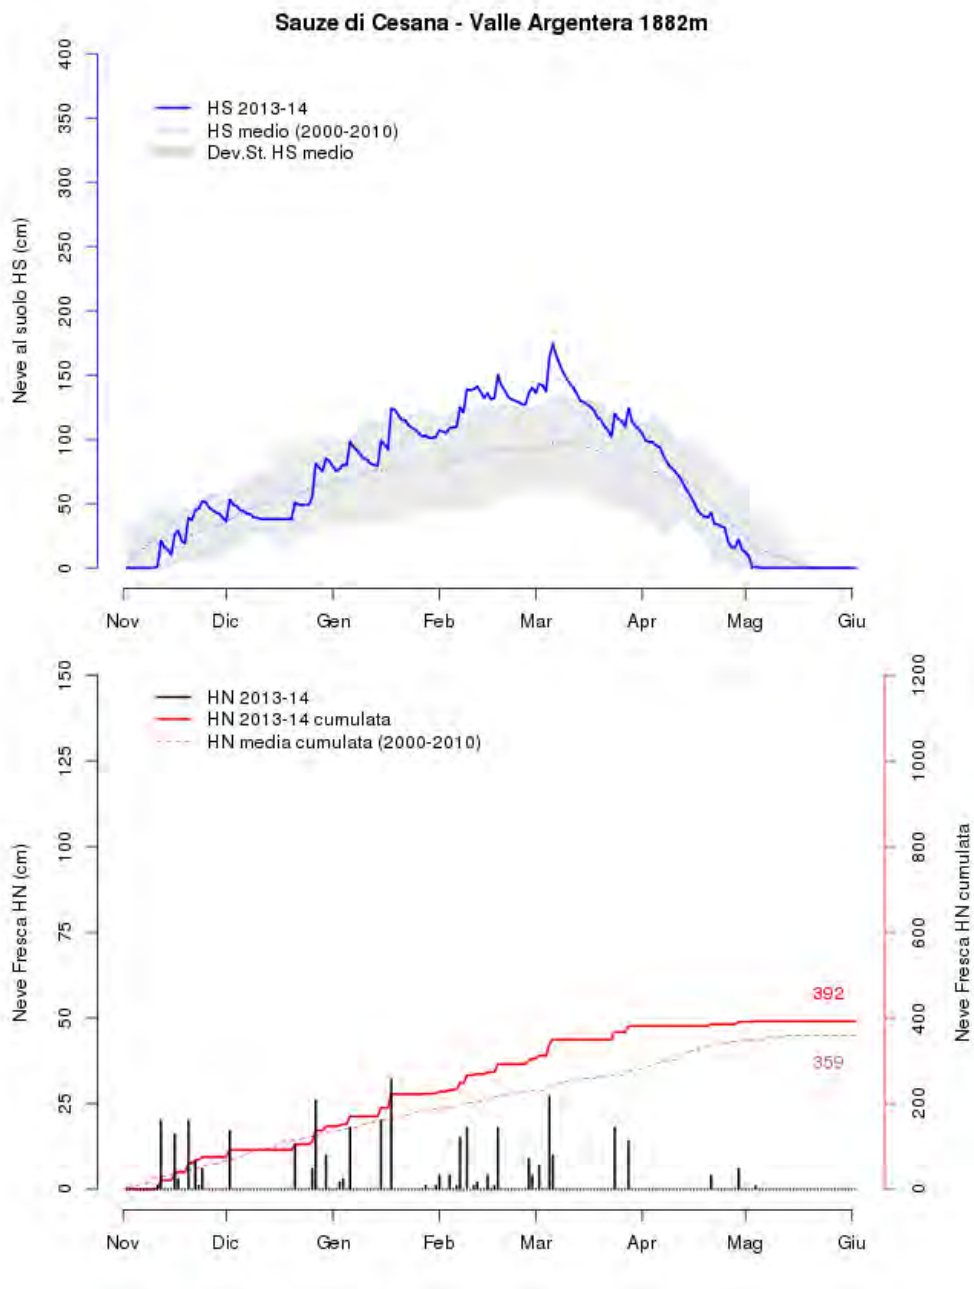 Sauze di Cesana - Valle Argentera 1882m
Neve al suolo HS (cm)
400
350
300
250
200
150
100
50
0
HS 2013-14
HS medio (2000-2010)
Dev.St. HS medio
Nov Dic Gen Feb Mar Apr Mag Giu
Neve Fresca HN (cm)
150
125
100
75
50
25
0
HN 2013-14
HN 2013-14 cumulata
HN media cumulata (2000-2010)
392
359
1200
1000
800
600
400
200
0
Neve Fresca HN cumulata
Nov Dic Gen Feb Mar Apr Mag Giu